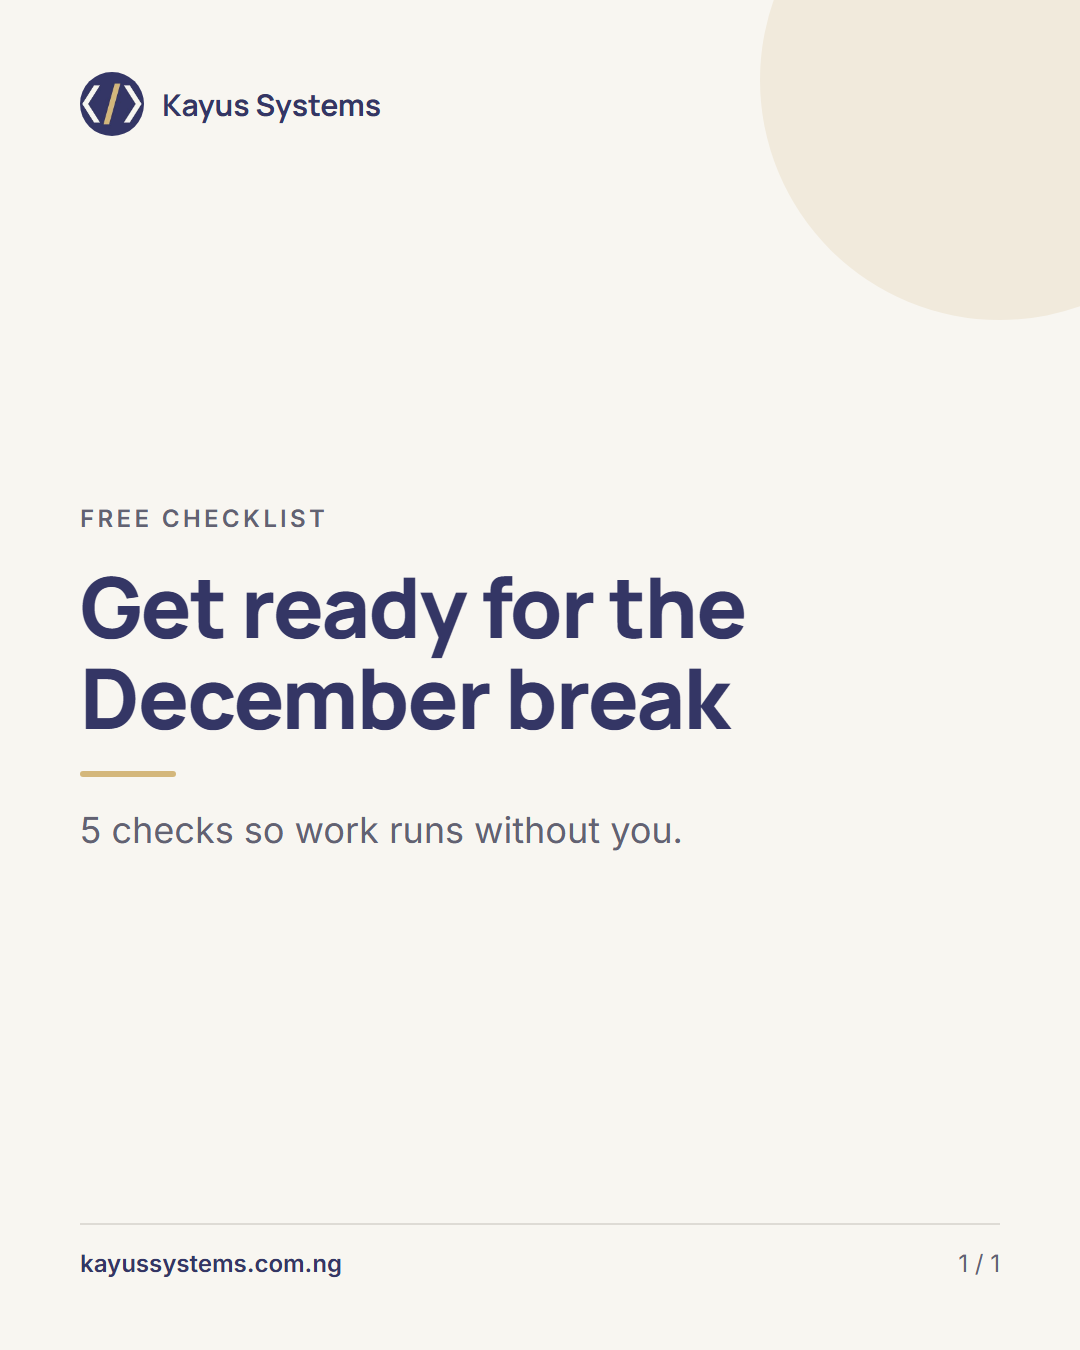 Kayus Systems
FREE CHECKLIST
Get ready for the
December break
5 checks so work runs without you.
kayussystems.com.ng
1 / 1